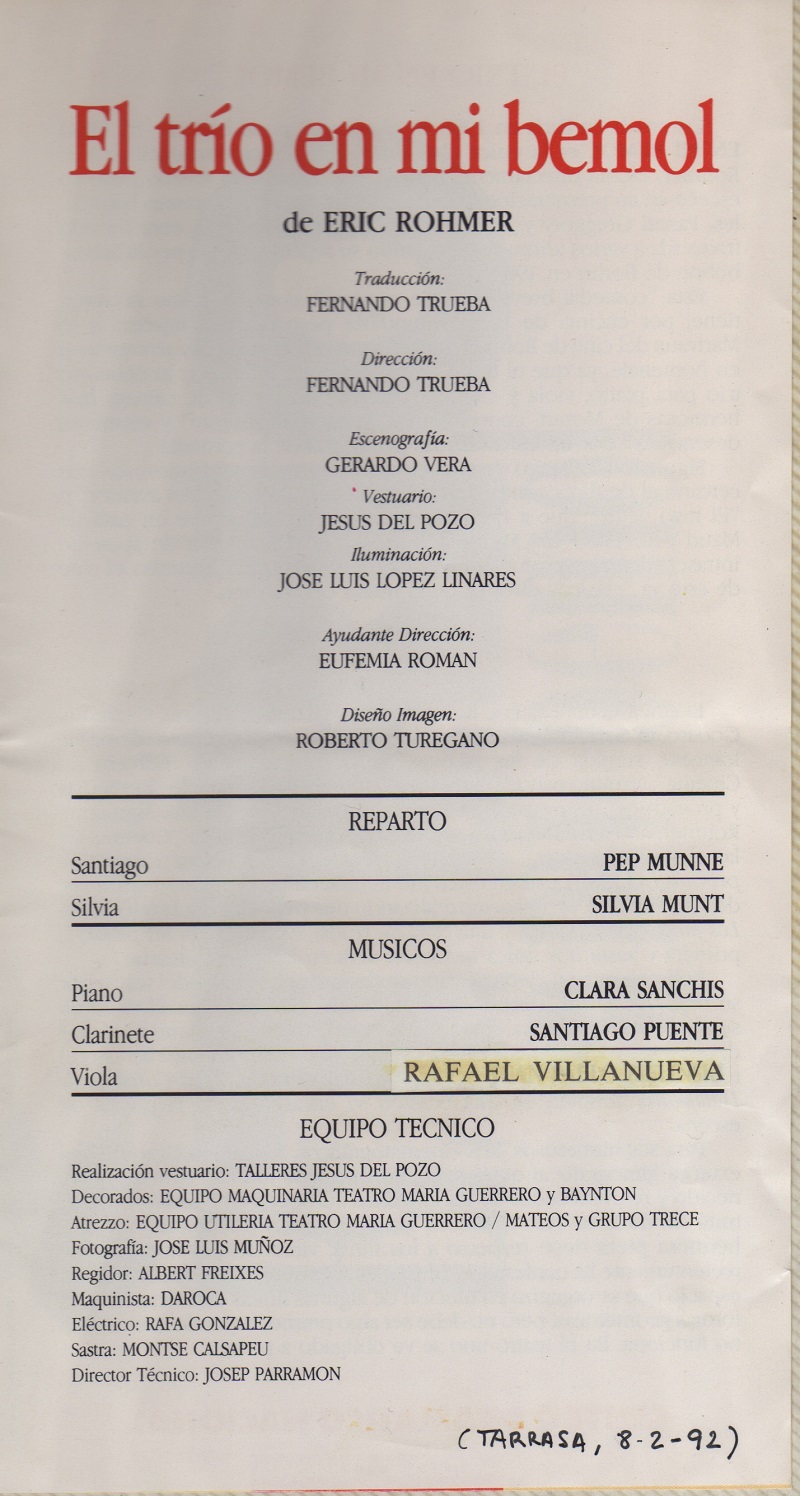 El trío en mi bemol
de ERIC ROHMER
Traducción:
FERNANDO TRUEBA
Dirección:
FERNANDO TRUEBA
Escenografía:
GERARDO VERA
Vestuario:
JESUS DEL POZO
Iluminación:
JOSE LUIS LOPEZ LINARES
Ayudante Dirección:
EUFEMIA ROMAN
Diseño Imagen:
ROBERTO TUREGANO
REPARTO
Santiago PEP MUNNE
Silvia SILVIA MUNT
MUSICOS
Piano CLARA SANCHIS
Clarinete SANTIAGO PUENTE
Viola RAFAEL VILLANUEVA
EQUIPO TECNICO
Realización vestuario: TALLERES JESUS DEL POZO
Decorados: EQUIPO MAQUINARIA TEATRO MARIA GUERRERO y BAYNTON
Atrezzo: EQUIPO UTILERIA TEATRO MARIA GUERRERO / MATEOS y GRUPO TRECE
Fotografía: JOSE LUIS MUÑOZ
Regidor: ALBERT FREIXES
Maquinista: DAROCA
Eléctrico: RAFA GONZALEZ
Sastra: MONTSE CALSAPEU
Director Técnico: JOSEP PARRAMON
(TARRASA, 8-2-92)